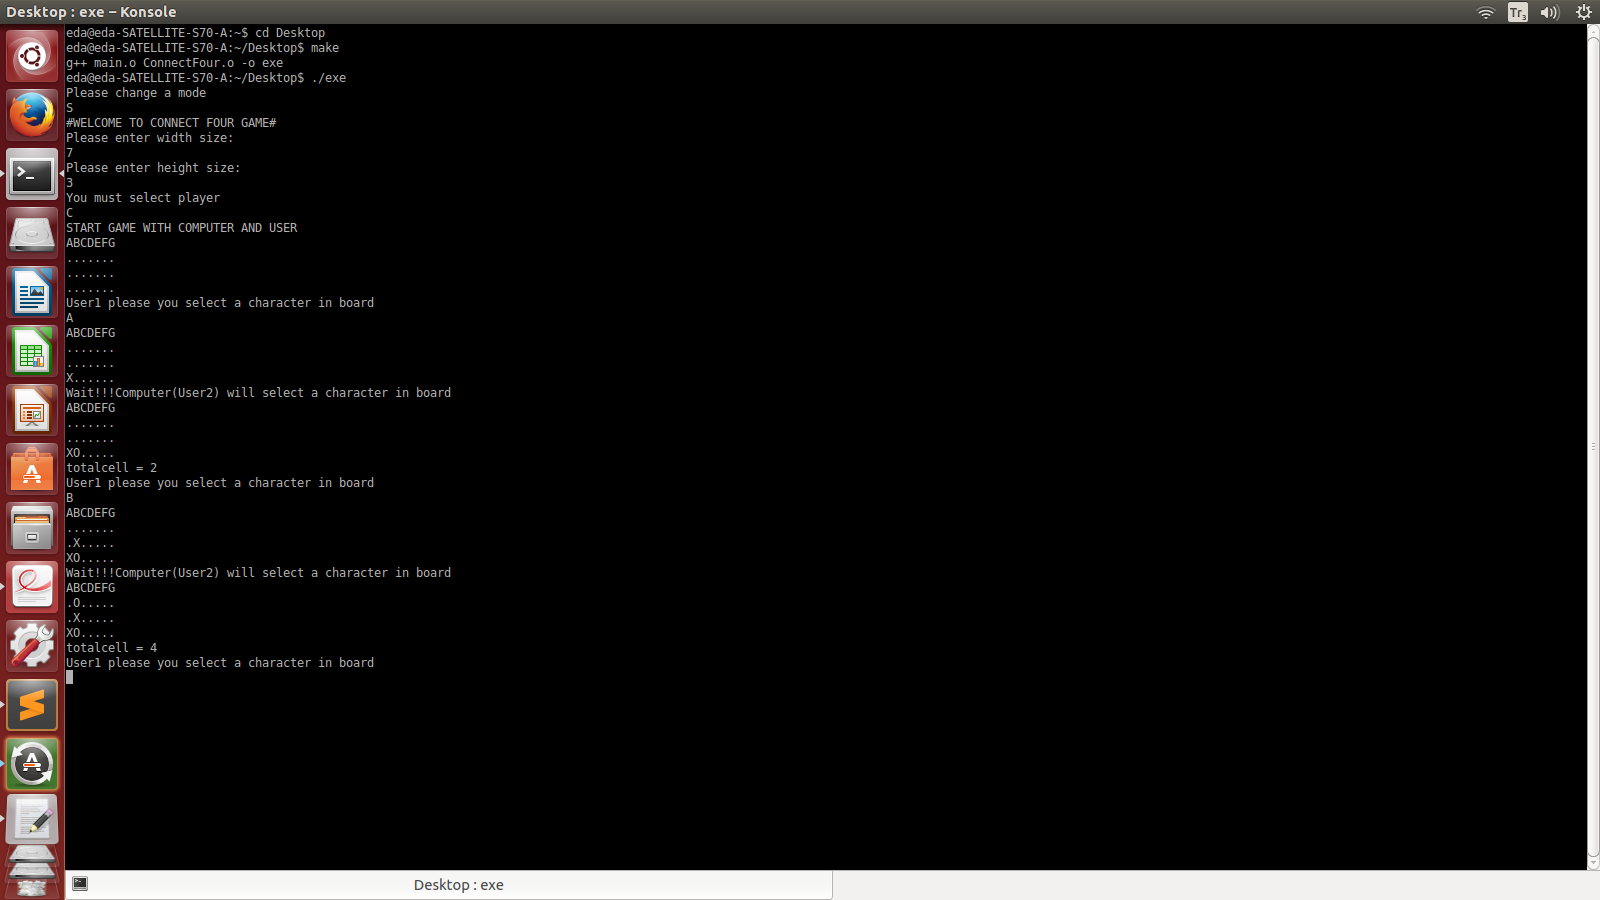 Desktop : exe – Konsole
Tr3
eda@eda-SATELLITE-S70-A:~$ cd Desktop
eda@eda-SATELLITE-S70-A:~/Desktop$ make
g++ main.o ConnectFour.o -o exe
eda@eda-SATELLITE-S70-A:~/Desktop$ ./exe
Please change a mode
S
#WELCOME TO CONNECT FOUR GAME#
Please enter width size:
7
Please enter height size:
3
You must select player
C
START GAME WITH COMPUTER AND USER
ABCDEFG
.......
.......
.......
User1 please you select a character in board
A
ABCDEFG
.......
.......
X......
Wait!!!Computer(User2) will select a character in board
ABCDEFG
.......
.......
XO.....
totalcell = 2
User1 please you select a character in board
B
ABCDEFG
.......
.X.....
XO.....
Wait!!!Computer(User2) will select a character in board
ABCDEFG
.O.....
.X.....
XO.....
totalcell = 4
User1 please you select a character in board
Desktop : exe